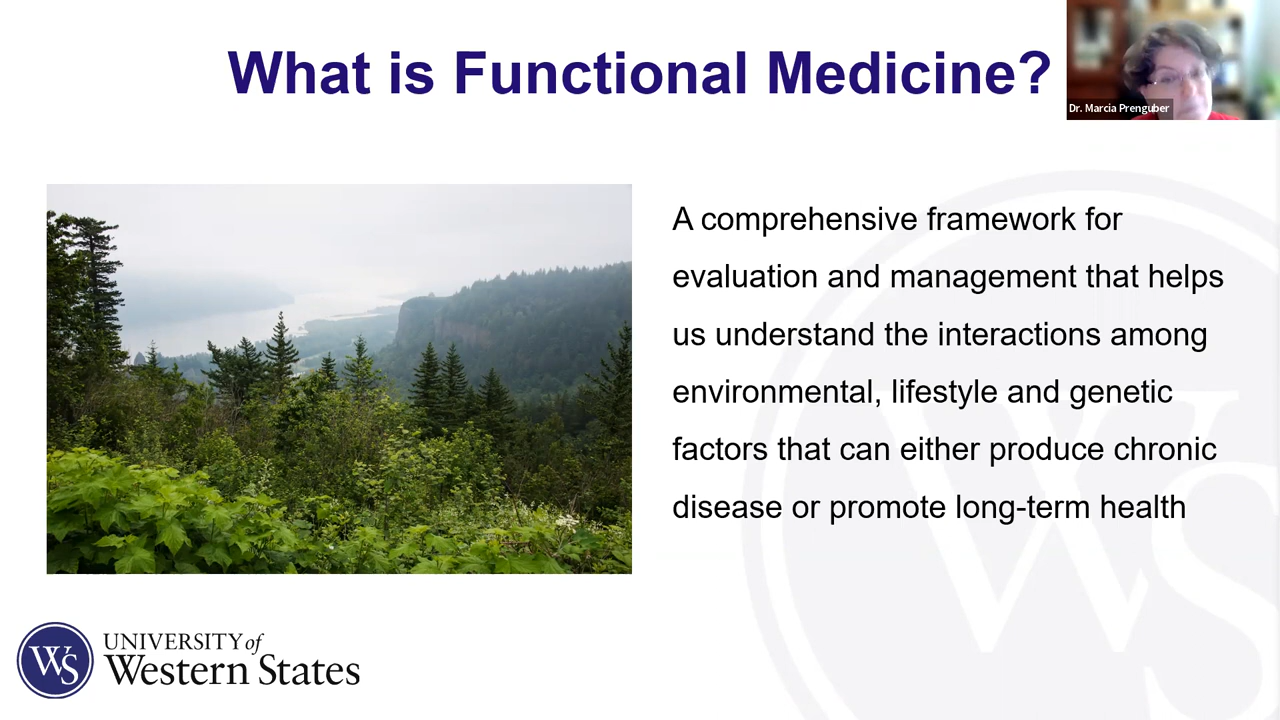 What is Functional Medicine?
Dr. Marcia Prenguber
A comprehensive framework for
evaluation and management that helps
us understand the interactions among
environmental, lifestyle and genetic
factors that can either produce chronic
disease or promote long-term health
WS
WS
UNIVERSITY of
Western States